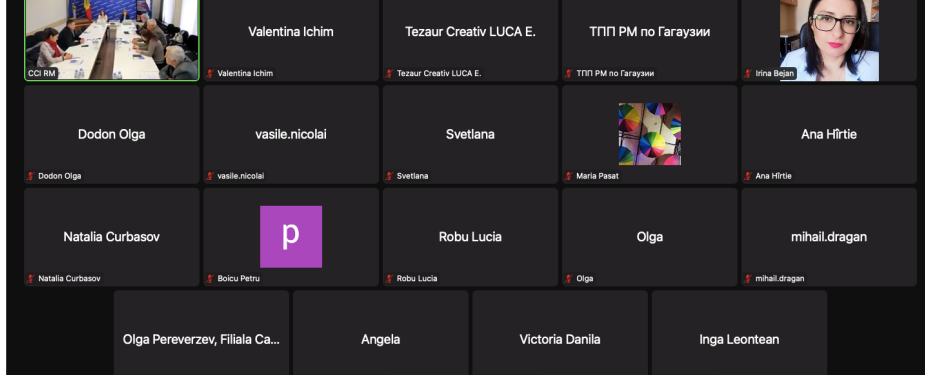 Valentina Ichim
Tezaur Creativ LUCA E.
ТПП РМ по Гагаузии
CCI RM
Valentina Ichim
Tezaur Creativ LUCA E.
ТПП РМ по Гагаузии
Irina Bejan
Dodon Olga
vasile.nicolai
Svetlana
Ana Hîrtie
Dodon Olga
vasile.nicolai
Svetlana
Maria Pasat
Ana Hîrtie
Natalia Curbasov
p
Robu Lucia
Olga
mihail.dragan
Natalia Curbasov
Boicu Petru
Robu Lucia
Olga
mihail.dragan
Olga Pereverzev, Filiala Ca...
Angela
Victoria Danila
Inga Leontean